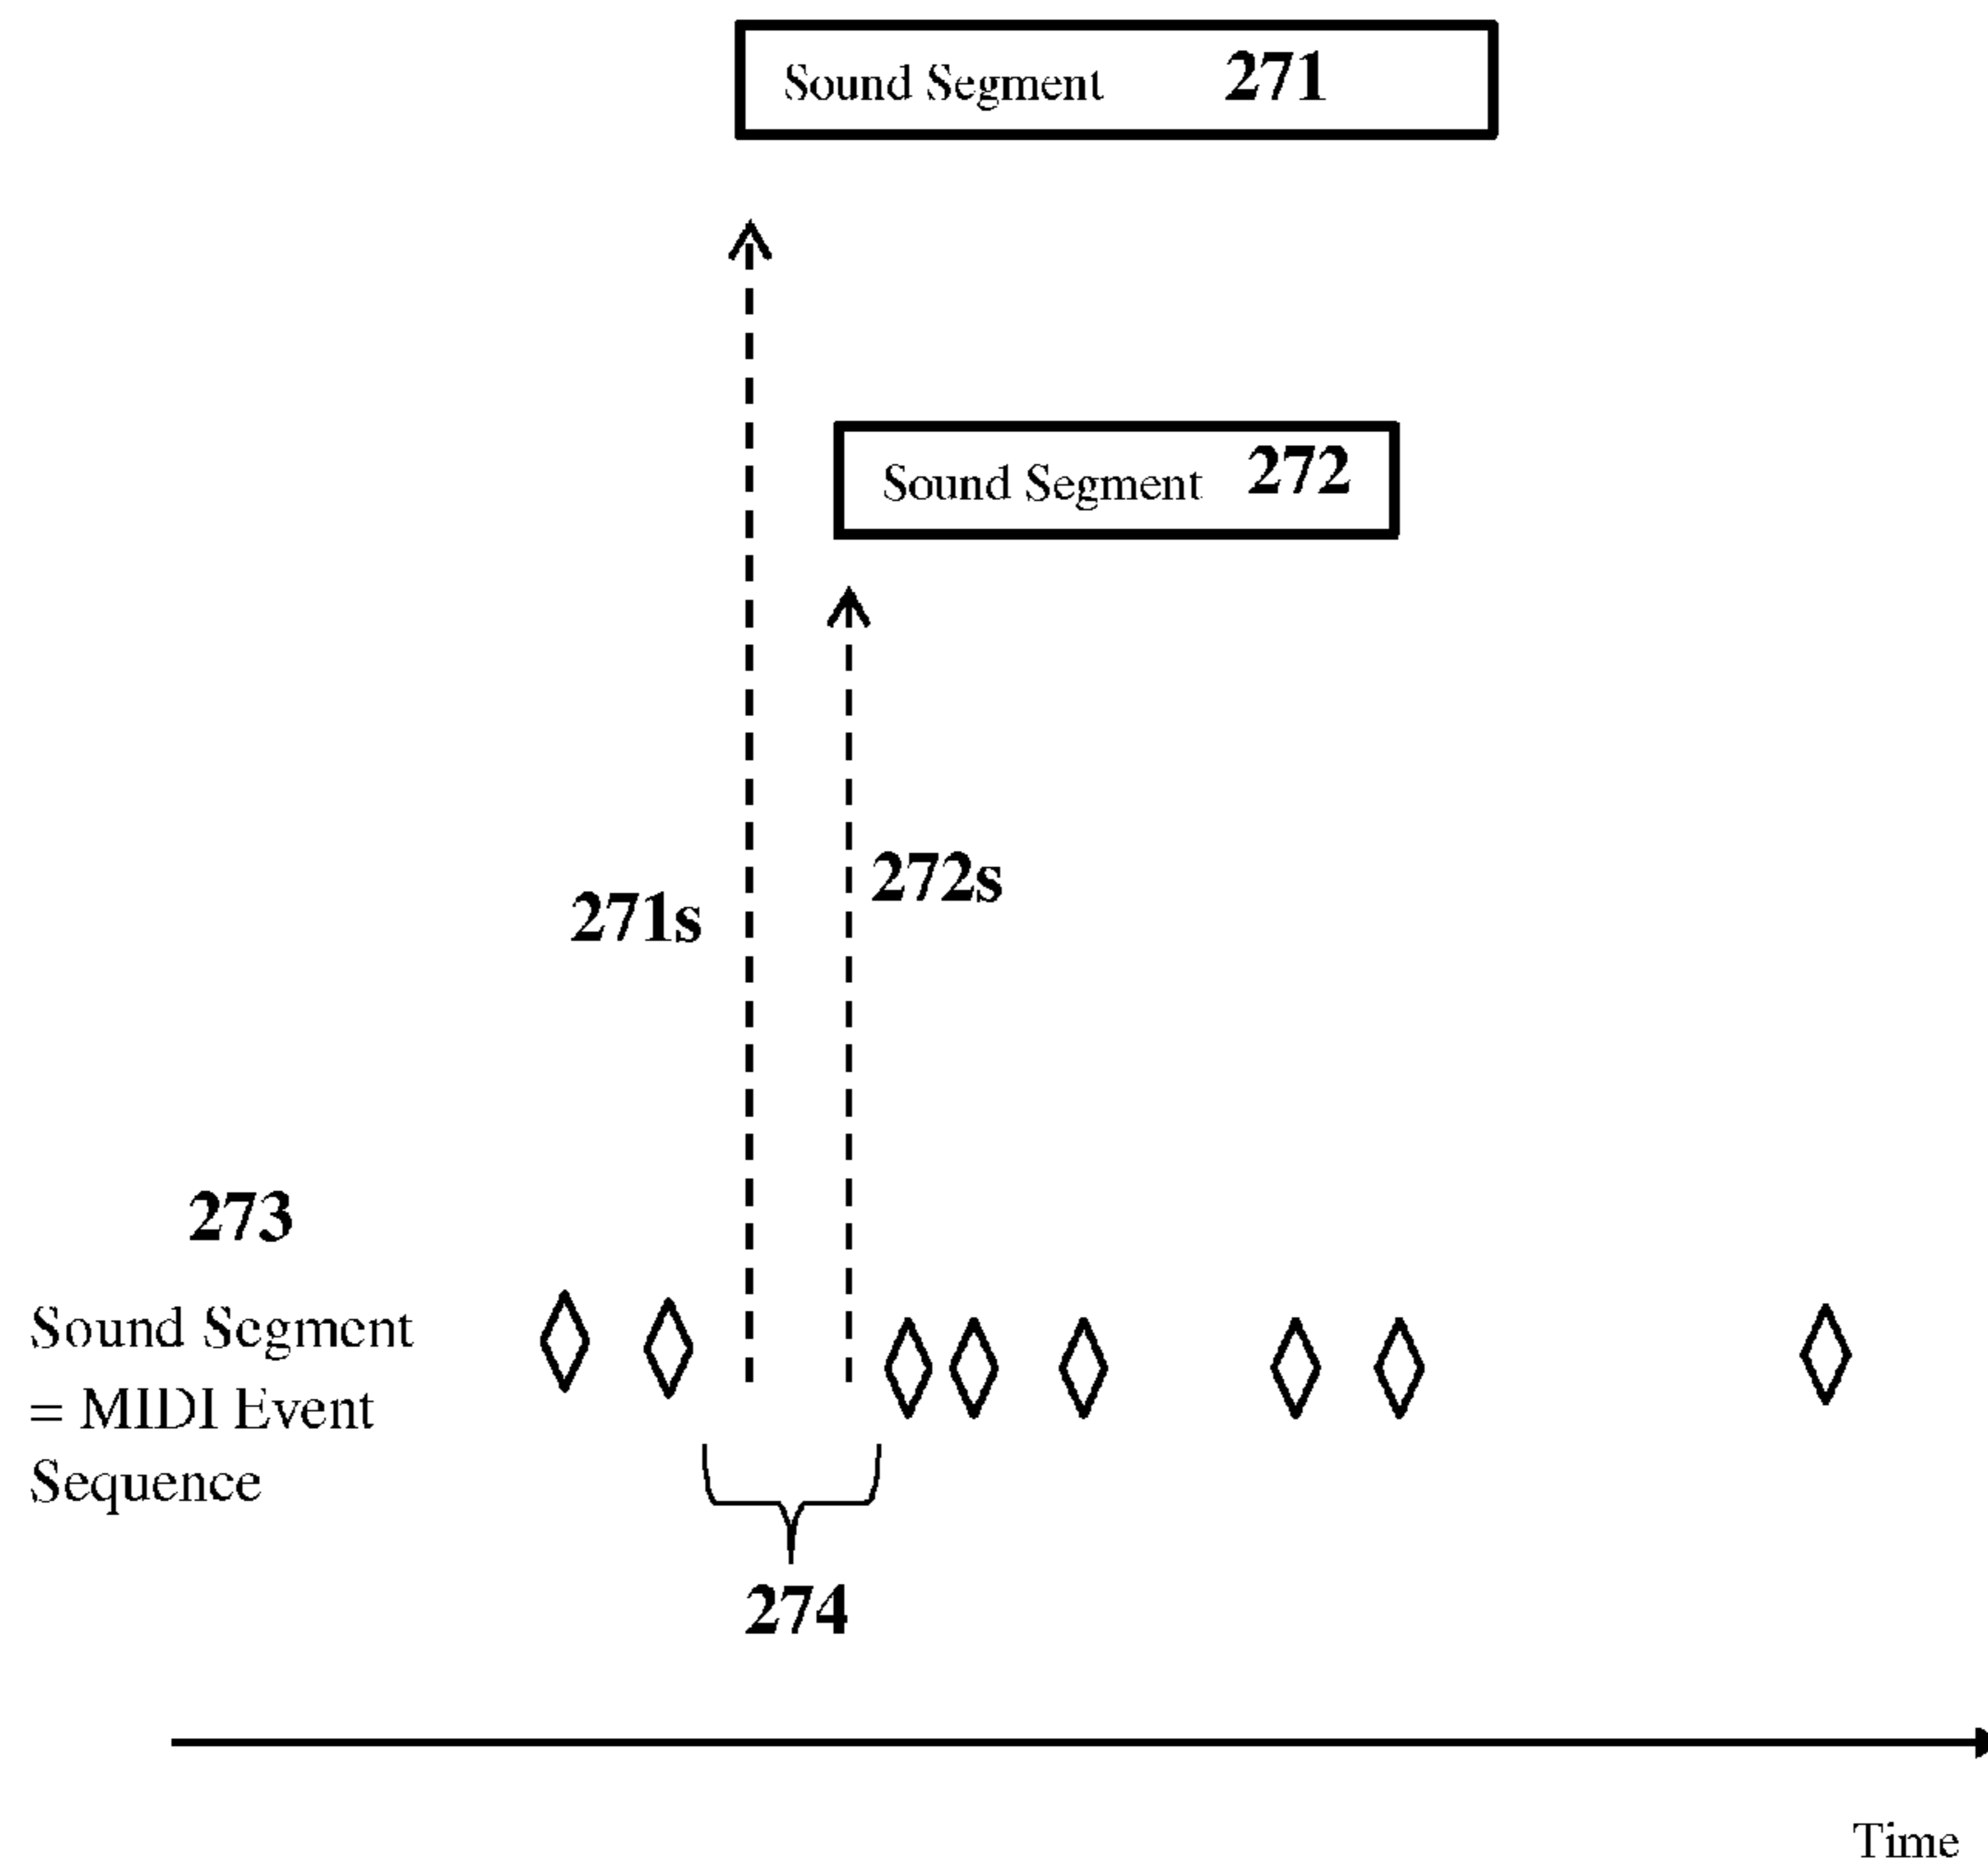 Sound Segment 271
Sound Segment 272
272s
271s
273
Sound Segment
= MIDI Event
Sequence
274
Time